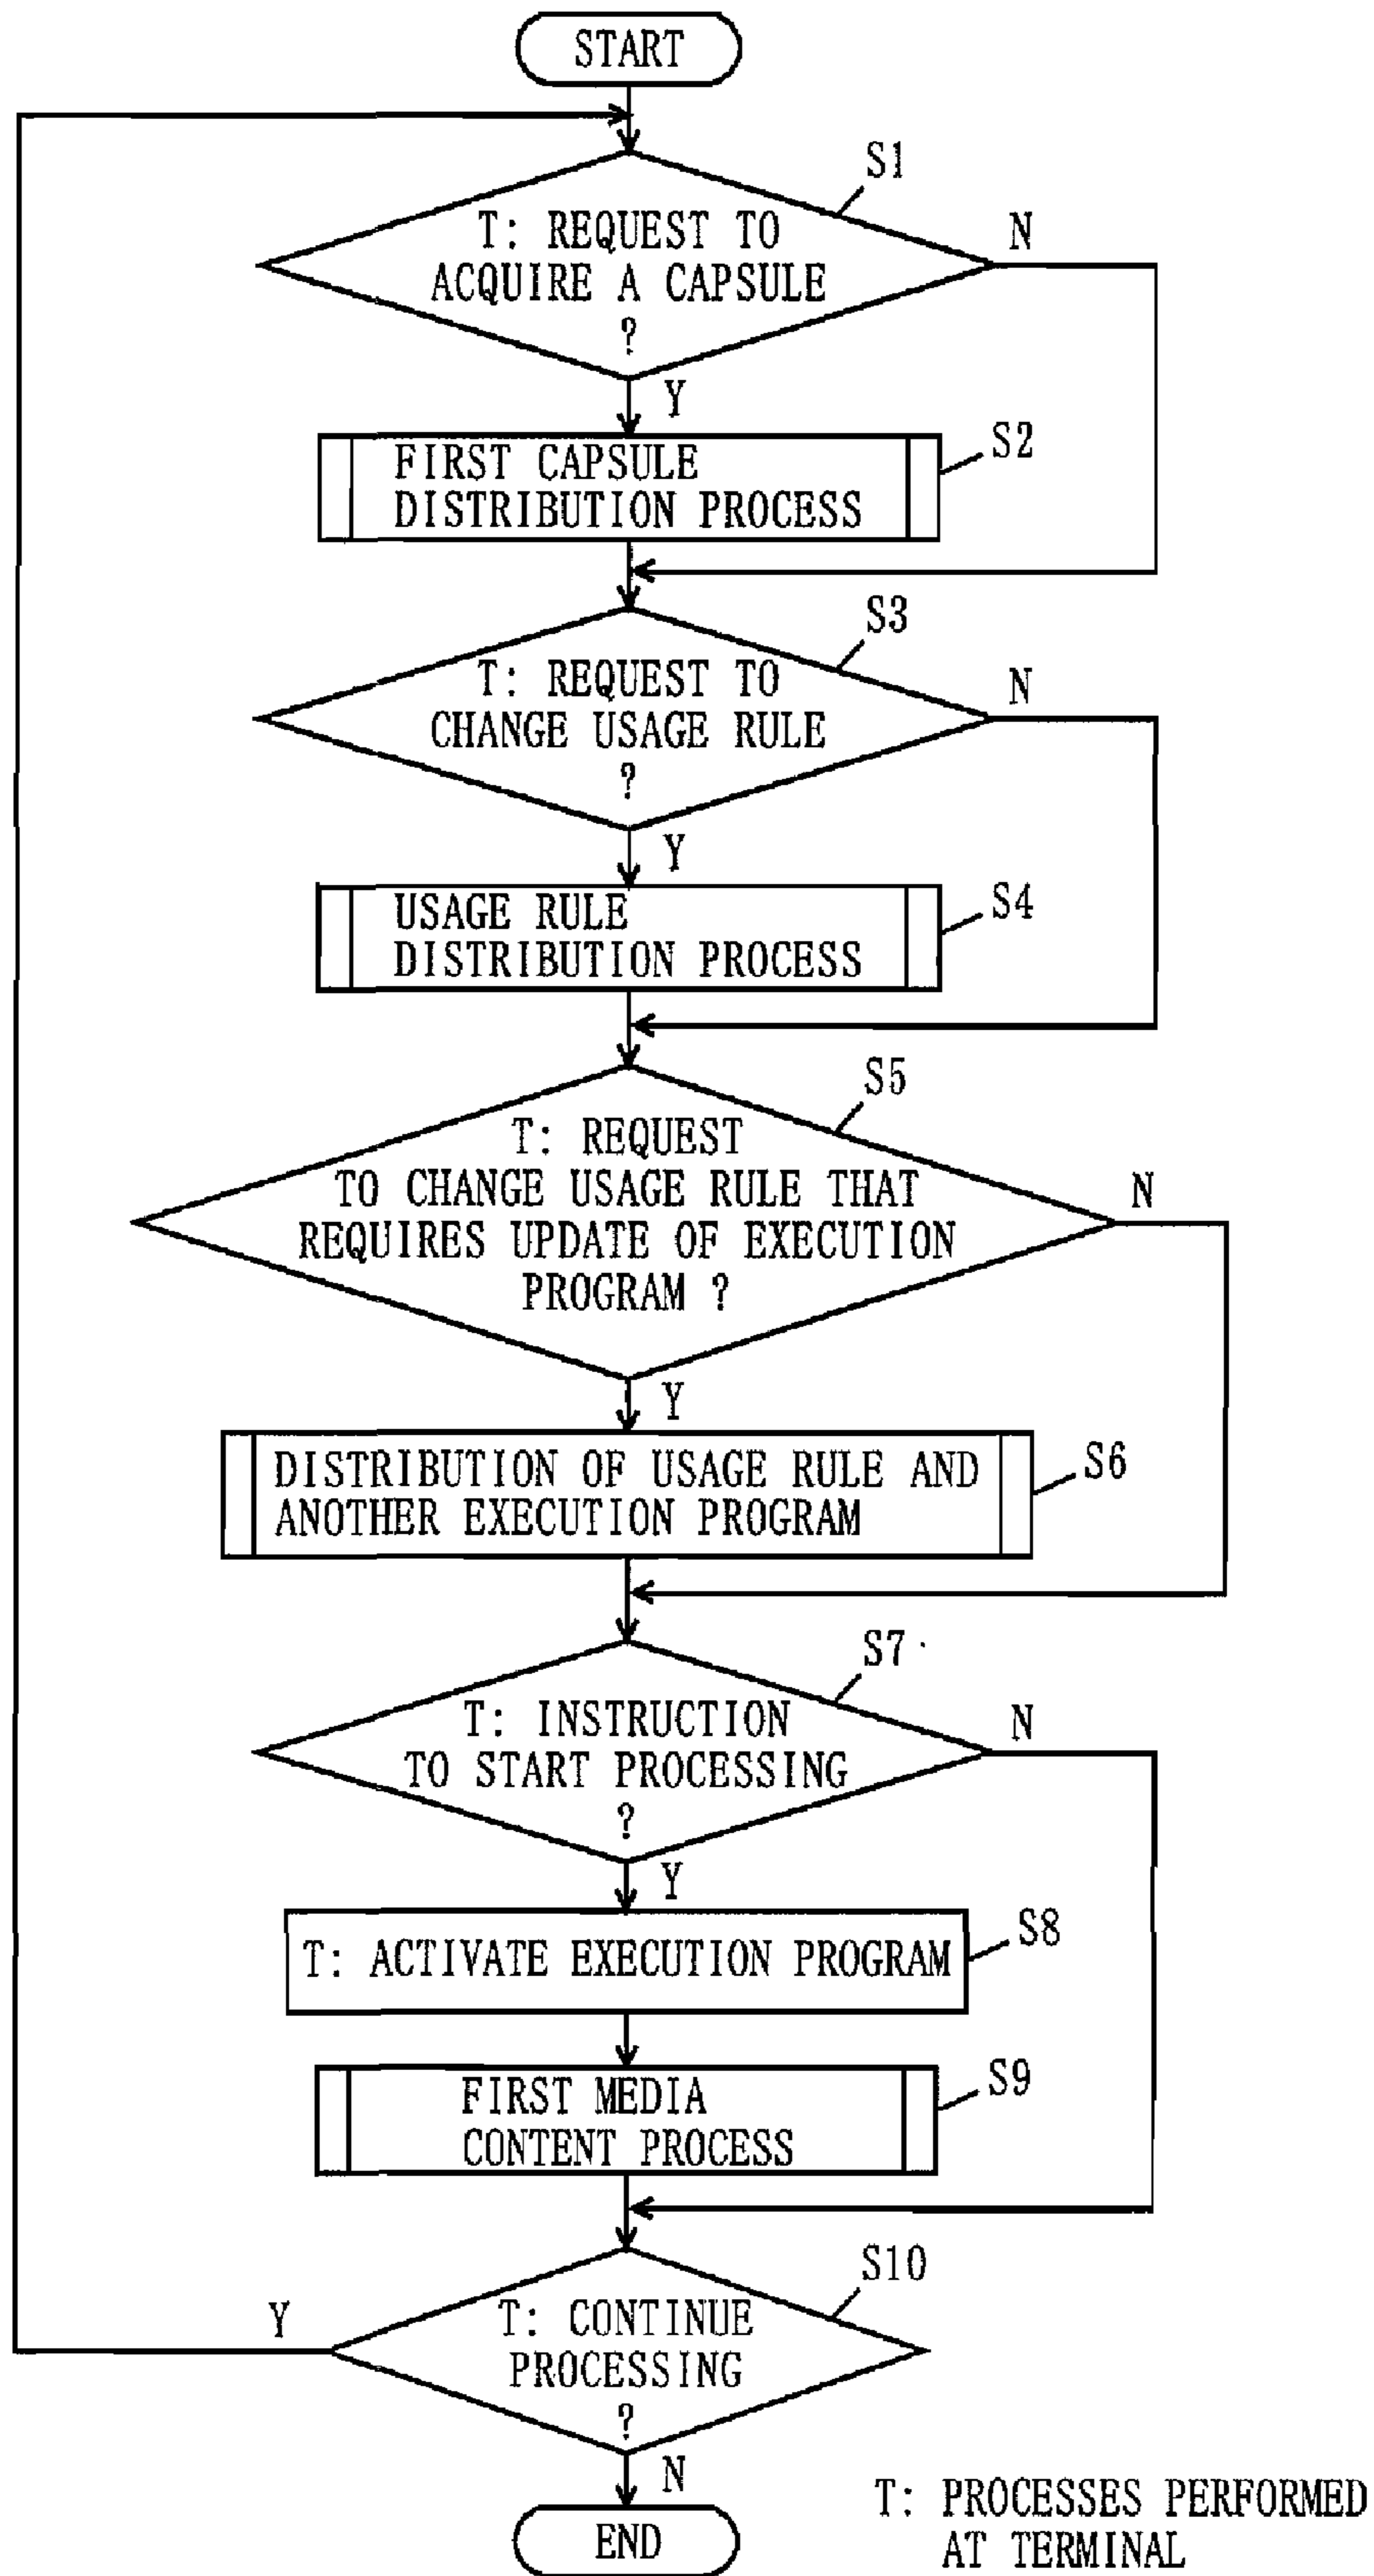 START
S1
T: REQUEST TO
ACQUIRE A CAPSULE
?
N
Y
FIRST CAPSULE
DISTRIBUTION PROCESS
S2
S3
T: REQUEST TO
CHANGE USAGE RULE
?
N
Y
USAGE RULE
DISTRIBUTION PROCESS
S4
S5
T: REQUEST
TO CHANGE USAGE RULE THAT
REQUIRES UPDATE OF EXECUTION
PROGRAM ?
N
Y
DISTRIBUTION OF USAGE RULE AND
ANOTHER EXECUTION PROGRAM
S6
S7
T: INSTRUCTION
TO START PROCESSING
?
N
Y
T: ACTIVATE EXECUTION PROGRAM
S8
FIRST MEDIA
CONTENT PROCESS
S9
S10
T: CONTINUE
PROCESSING
?
Y
N
END
T: PROCESSES PERFORMED
AT TERMINAL